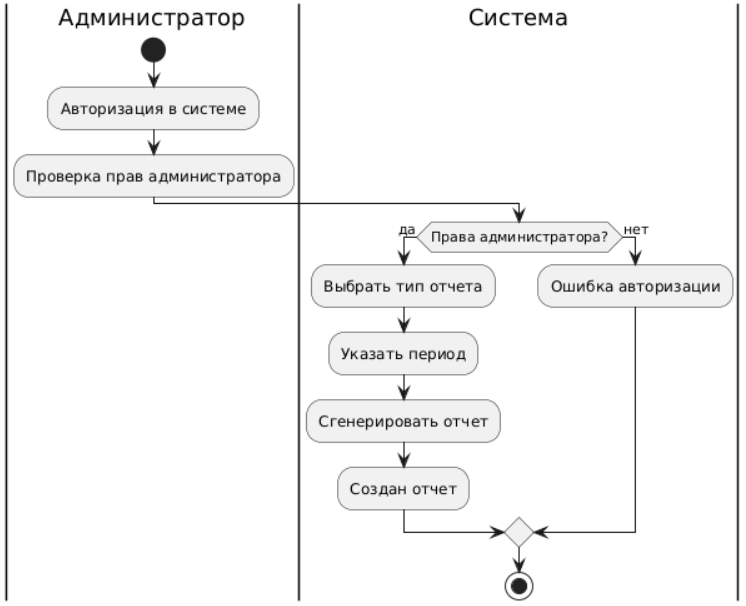 Администратор
Система
Авторизация в системе
Проверка прав администратора
да
Права администратора?
нет
Выбрать тип отчета
Ошибка авторизации
Указать период
Сгенерировать отчет
Создан отчет